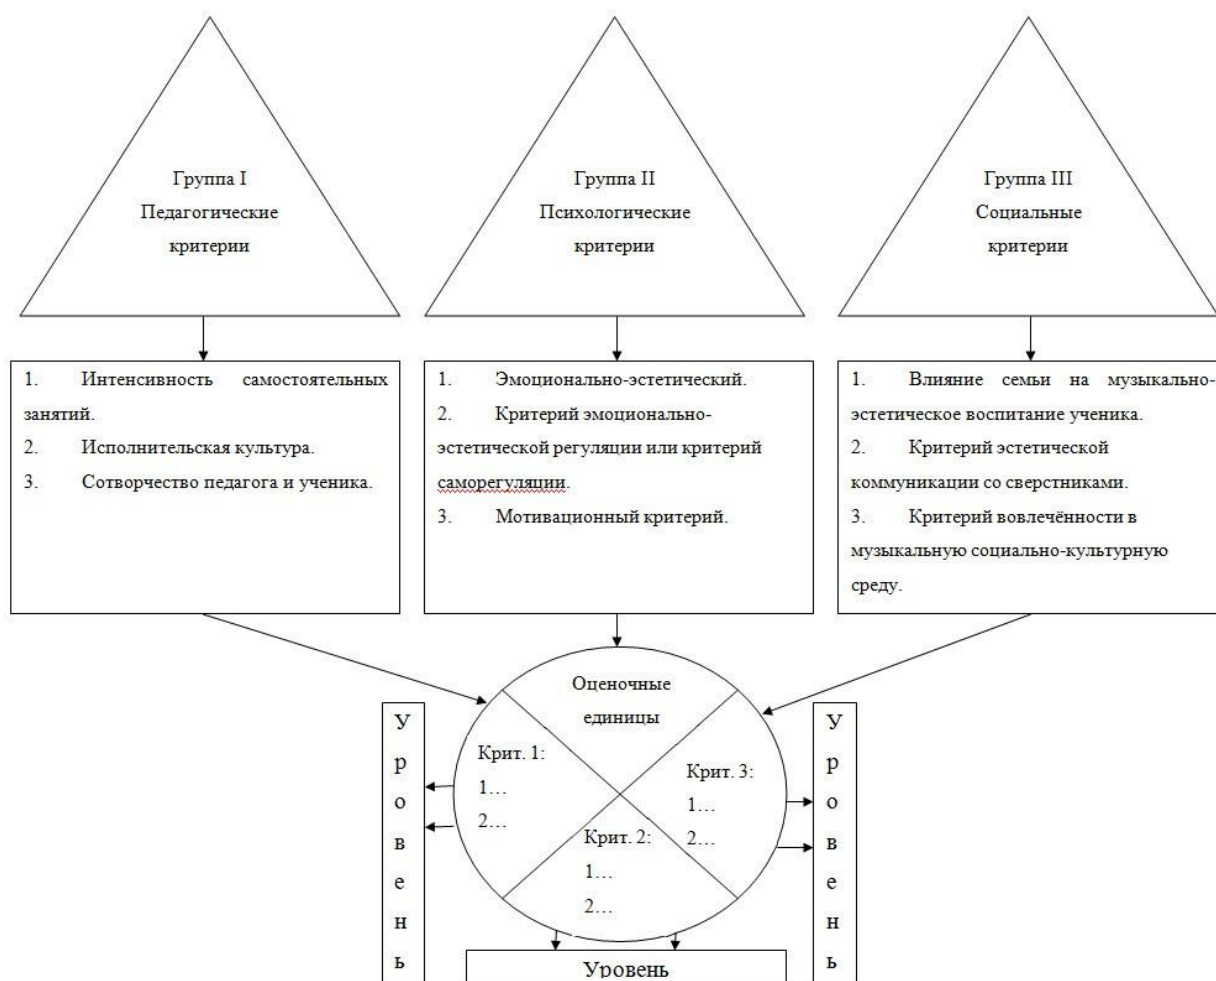 Группа I
Педагогические
критерии
Группа II
Психологические
критерии
Группа III
Социальные
критерии
1. Интенсивность самостоятельных
занятий.
2. Исполнительская культура.
3. Сотворчество педагога и ученика.
1. Эмоционально-эстетический.
2. Критерий эмоционально-
эстетической регуляции или критерий
саморегуляции.
3. Мотивационный критерий.
1. Влияние семьи на музыкально-
эстетическое воспитание ученика.
2. Критерий эстетической
коммуникации со сверстниками.
3. Критерий вовлечённости в
музыкальную социально-культурную
среду.
Оценочные
единицы
Крит. 1:
1…
2…
Крит. 2:
1…
2…
Крит. 3:
1…
2…
У
р
о
в
е
н
ь
Уровень
У
р
о
в
е
н
ь